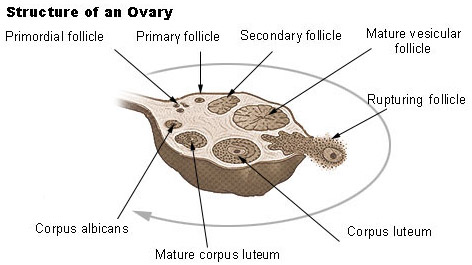 Structure of an Ovary
Primordial follicle
Primary follicle
Secondary follicle
Mature vesicular
follicle
Rupturing follicle
Corpus albicans
Mature corpus luteum
Corpus luteum